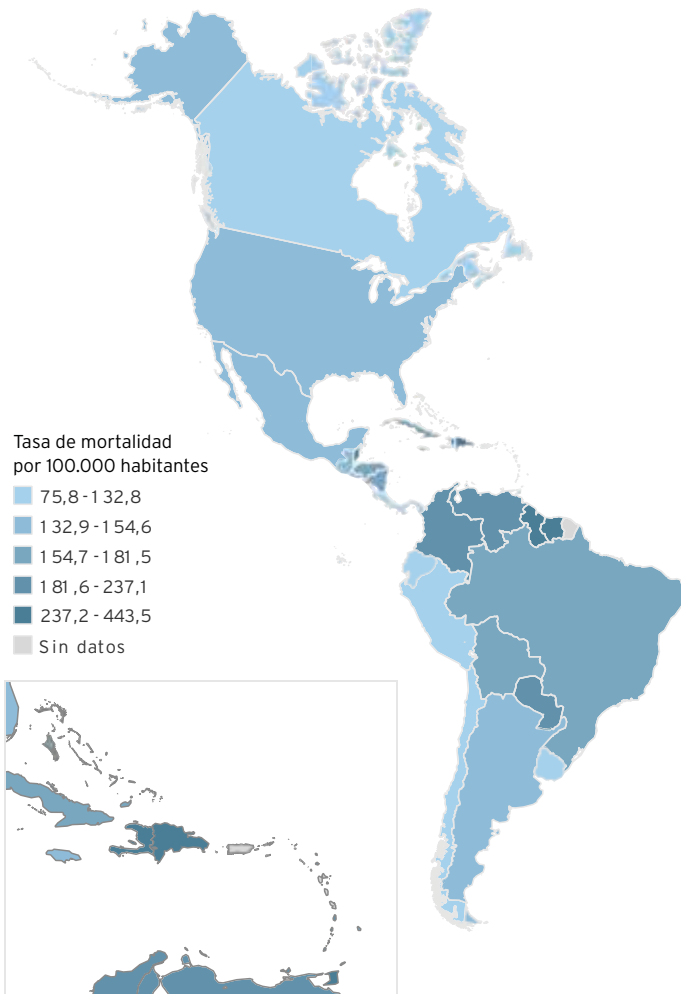 Tasa de mortalidad
por 100.000 habitantes
75,8-132,8
132,9-154,6
154,7-181,5
181,6-237,1
237,2-443,5
Sin datos